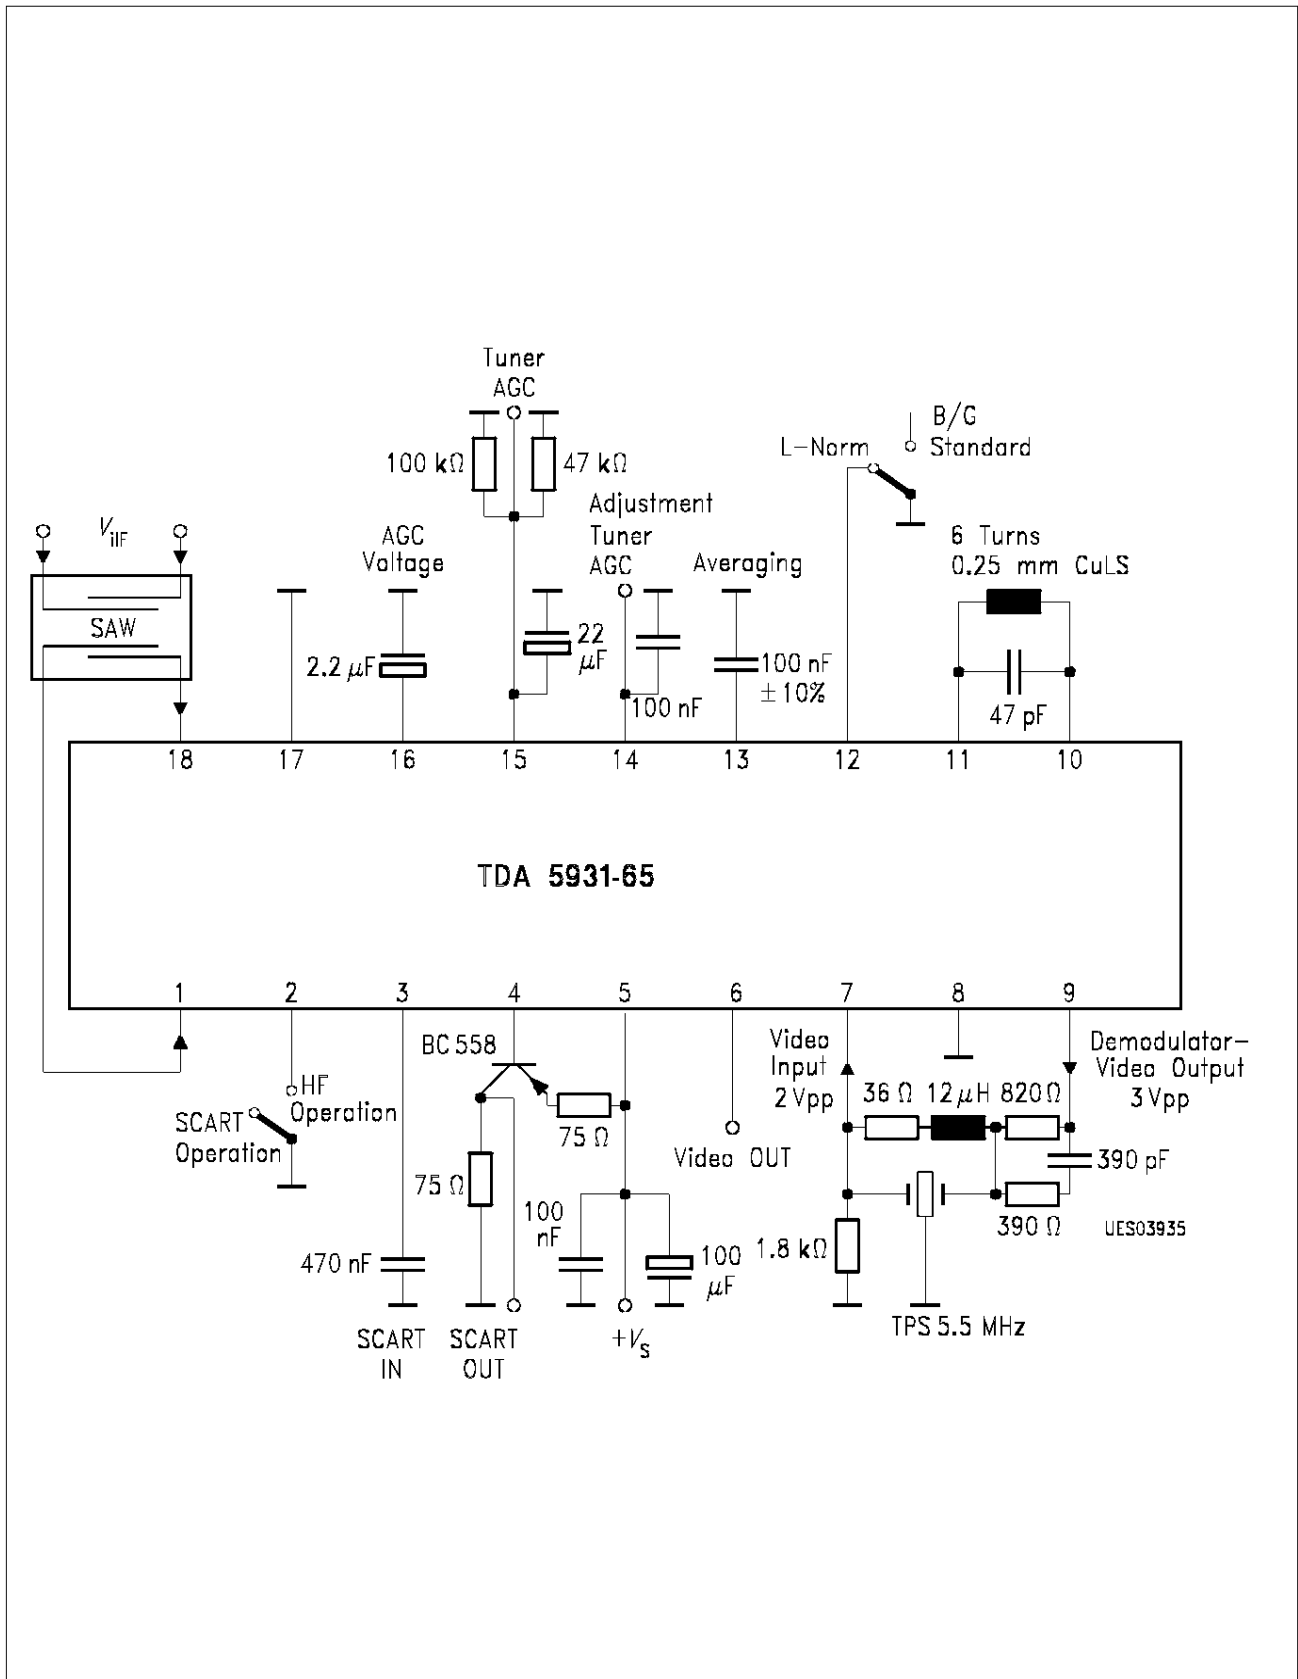 Tuner
AGC
100 kΩ
47 kΩ
B/G
Standard
L-Norm
Adjustment
Tuner
AGC
V iIF
AGC
Voltage
Averaging
6 Turns
0.25 mm CuLS
SAW
2.2 µF
22
µF
100 nF
100 nF
± 10%
47 pF
18
17
16
15
14
13
12
11
10
TDA 5931-65
1
2
3
4
5
6
7
8
9
BC 558
Video
Input
2 Vpp
Demodulator-
Video Output
3 Vpp
HF
Operation
SCART
Operation
75 Ω
36 Ω
12 µH
820 Ω
Video OUT
390 pF
75 Ω
100
nF
390 Ω
UES03935
470 nF
100
µF
1.8 kΩ
TPS 5.5 MHz
SCART
IN
SCART
OUT
+VS